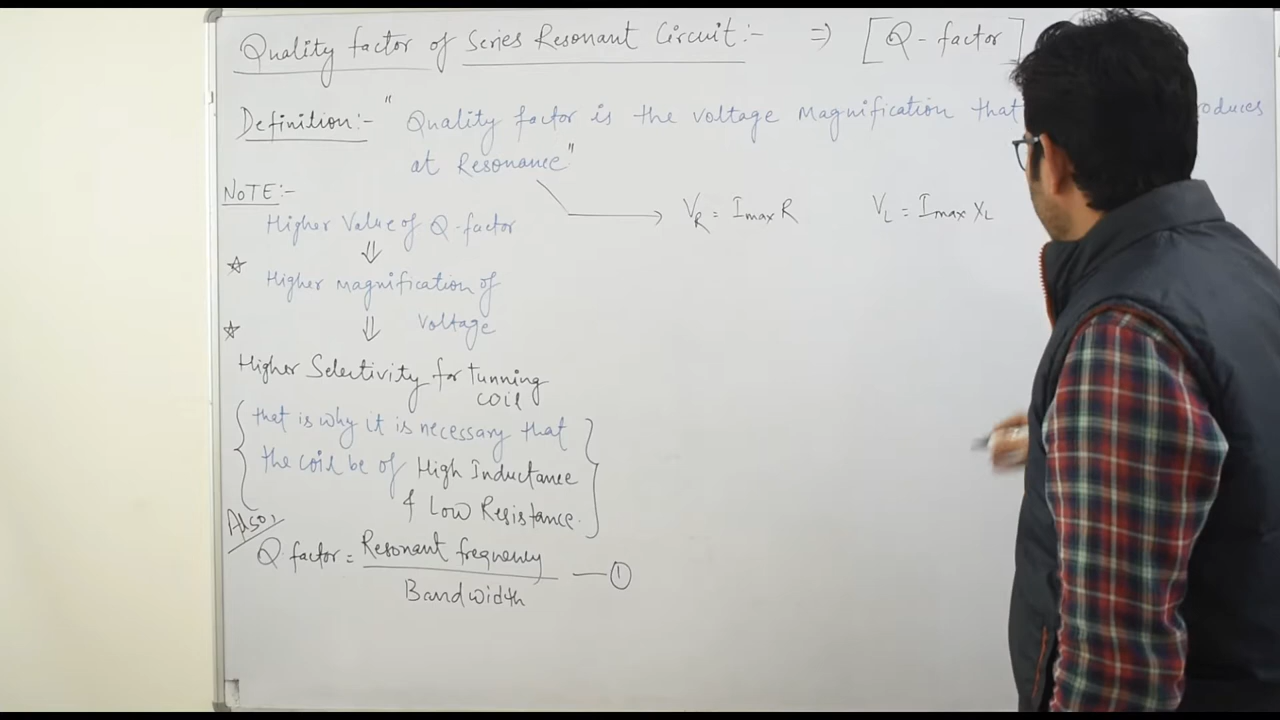 Quality factor of Series Resonant Circuit:- ⇒ [Q-factor]
Definition:- " Quality factor is the voltage magnification that oduces
at Resonance"
NOTE:-
Higher Value of Q-factor
⇓
☆ Higher magnification of
voltage
☆ ⇓
Higher Selectivity for tunning
coil
{that is why it is necessary that
the coil be of High Inductance
& Low Resistance.}
Also,
Q factor = Resonant frequency
Bandwidth
—①
V_R = I_max R V_L = I_max X_L